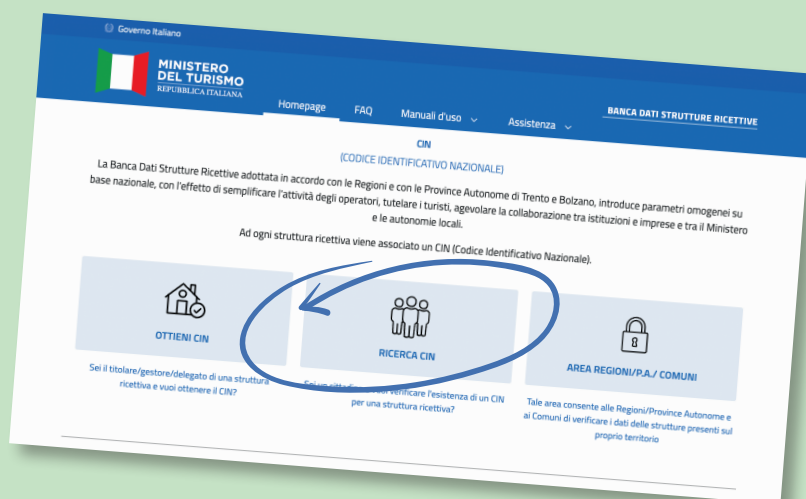 Governo Italiano
MINISTERO
DEL TURISMO
REPUBBLICA ITALIANA
Homepage FAQ Manuali d'uso Assistenza BANCA DATI STRUTTURE RICETTIVE
CIN
(CODICE IDENTIFICATIVO NAZIONALE)
La Banca Dati Strutture Ricettive adottata in accordo con le Regioni e con le Province Autonome di Trento e Bolzano, introduce parametri omogenei su
base nazionale, con l'effetto di semplificare l'attività degli operatori, tutelare i turisti, agevolare la collaborazione tra istituzioni e imprese e tra il Ministero
e le autonomie locali.
Ad ogni struttura ricettiva viene associato un CIN (Codice Identificativo Nazionale).
OTTIENI CIN
Sei il titolare/gestore/delegato di una struttura
ricettiva e vuoi ottenere il CIN?
RICERCA CIN
Sei un verificare l'esistenza di un CIN
per una struttura ricettiva?
AREA REGIONI/P.A./ COMUNI
Tale area consente alle Regioni/Province Autonome e
ai Comuni di verificare i dati delle strutture presenti sul
proprio territorio